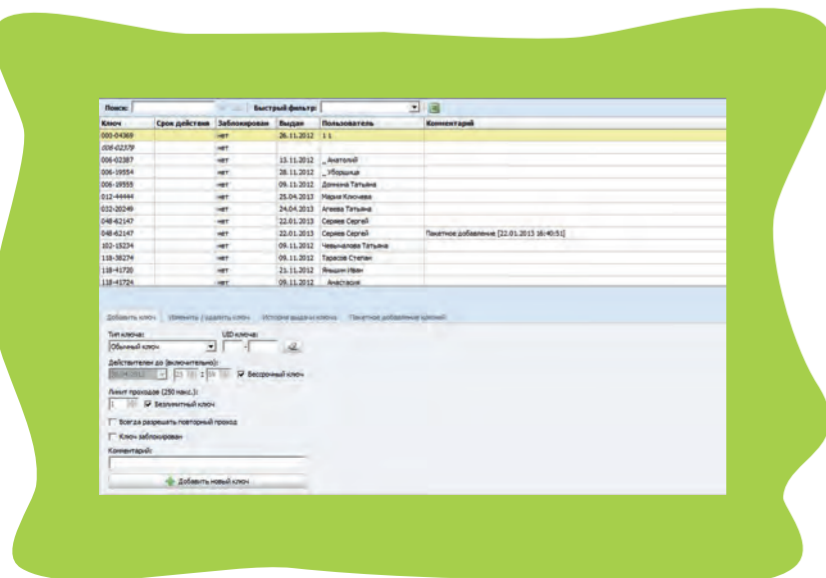 Поиск: Быстрый фильтр:
Ключ Срок действия Заблокирован Выдан Пользователь Комментарий
000-04369 нет 26.11.2012 1 1
006-02379 нет
006-02387 нет 13.11.2012 _ Анатолий
006-19554 нет 28.11.2012 _ Уборщица
006-19555 нет 09.11.2012 Татьяна
012-44444 нет 25.04.2013 Мария Ключева
032-20249 нет 24.04.2013 Агеева Татьяна
048-62147 нет 22.01.2013 Сергей
048-62147 нет 22.01.2013 Сергей Пакетное добавление [22.01.2013 16:40:51]
102-15234 нет 09.11.2012 Татьяна
118-38274 нет 09.11.2012 Тарасов Степан
118-41720 нет 21.11.2012 Яньшин Иван
118-41724 нет 09.11.2012 Анастасия
Добавить ключ Изменить / удалить ключ История выдачи ключа Пакетное добавление ключей
Тип ключа: UID ключа:
Обычный ключ -
Действителен до (включительно):
23 : 59 Бессрочный ключ
Лимит проходов (250 макс.):
1 Безлимитный ключ
Всегда разрешать повторный проход
Ключ заблокирован
Комментарий:
Добавить новый ключ